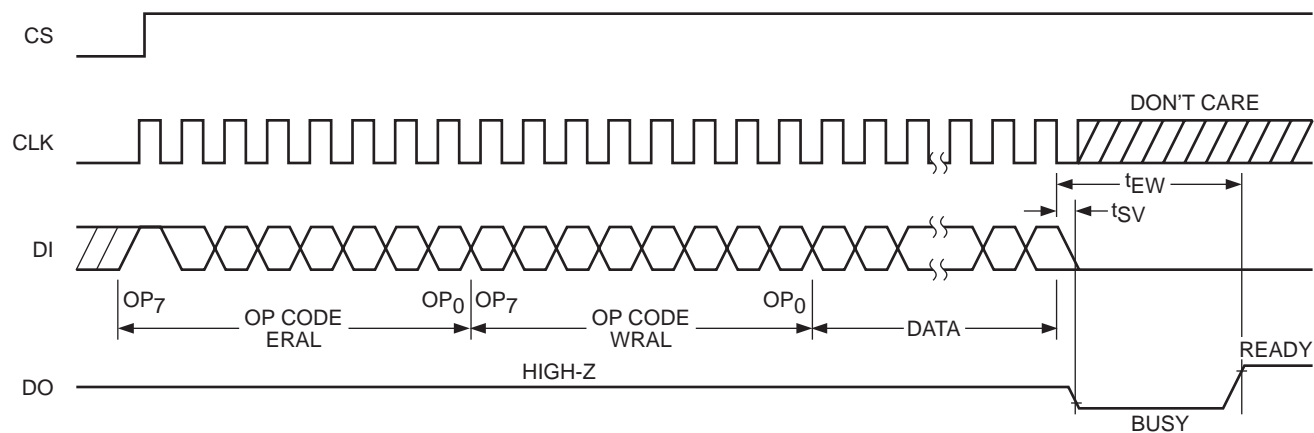 CS
CLK
DON'T CARE
tEW
tSV
DI
OP7
OP0
OP7
OP0
OP CODE
ERAL
OP CODE
WRAL
DATA
DO
HIGH-Z
READY
BUSY